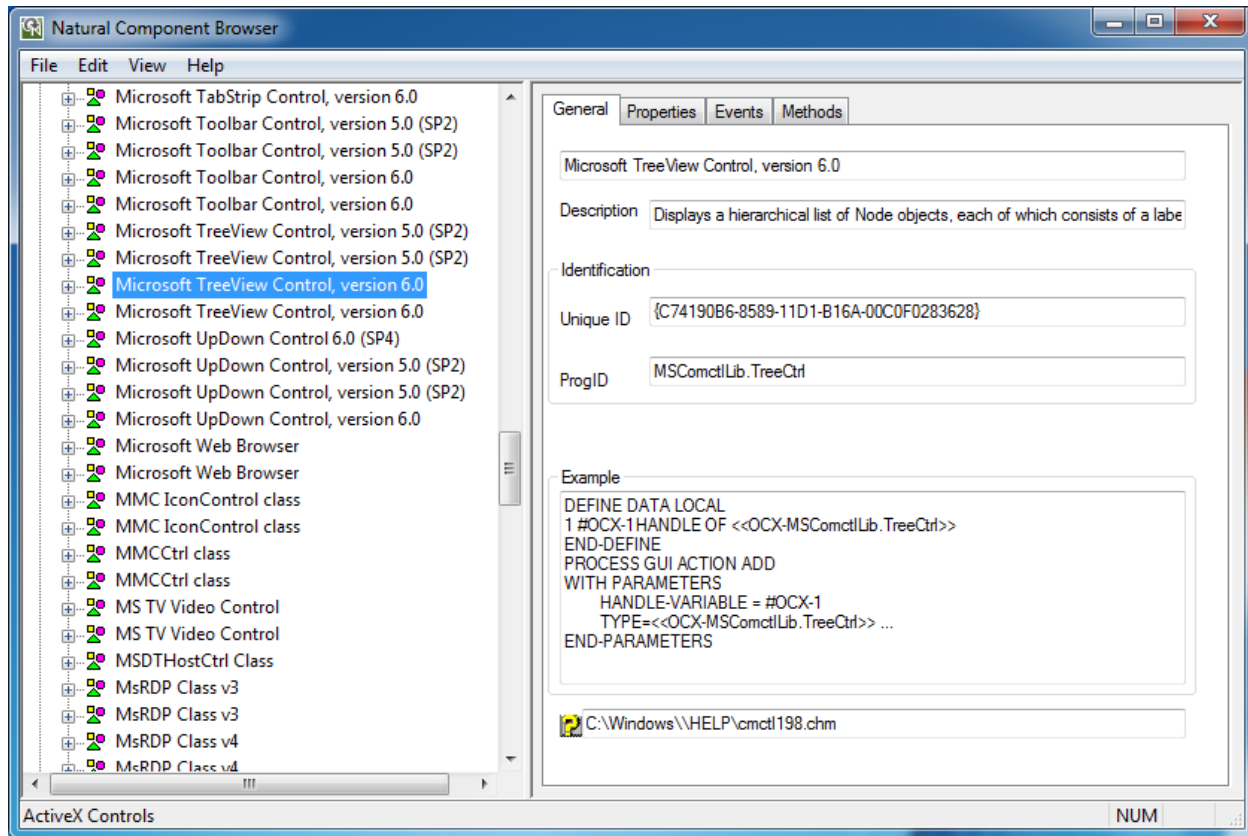 Natural Component Browser
File Edit View Help
Microsoft TabStrip Control, version 6.0
Microsoft Toolbar Control, version 5.0 (SP2)
Microsoft Toolbar Control, version 5.0 (SP2)
Microsoft Toolbar Control, version 6.0
Microsoft Toolbar Control, version 6.0
Microsoft TreeView Control, version 5.0 (SP2)
Microsoft TreeView Control, version 5.0 (SP2)
Microsoft TreeView Control, version 6.0
Microsoft TreeView Control, version 6.0
Microsoft UpDown Control 6.0 (SP4)
Microsoft UpDown Control, version 5.0 (SP2)
Microsoft UpDown Control, version 5.0 (SP2)
Microsoft UpDown Control, version 6.0
Microsoft Web Browser
Microsoft Web Browser
MMC IconControl class
MMC IconControl class
MMCCtrl class
MMCCtrl class
MS TV Video Control
MS TV Video Control
MSDTHostCtrl Class
MsRDP Class v3
MsRDP Class v3
MsRDP Class v4
MsRDP Class v4
General Properties Events Methods
Microsoft TreeView Control, version 6.0
Description Displays a hierarchical list of Node objects, each of which consists of a labe
Identification
Unique ID {C74190B6-8589-11D1-B16A-00C0F0283628}
ProgID MSComctlLib.TreeCtrl
Example
DEFINE DATA LOCAL
1 #OCX-1 HANDLE OF <<OCX-MSComctlLib.TreeCtrl>>
END-DEFINE
PROCESS GUI ACTION ADD
WITH PARAMETERS
HANDLE-VARIABLE = #OCX-1
TYPE=<<OCX-MSComctlLib.TreeCtrl>> ...
END-PARAMETERS
C:\Windows\\HELP\cmctl198.chm
ActiveX Controls NUM